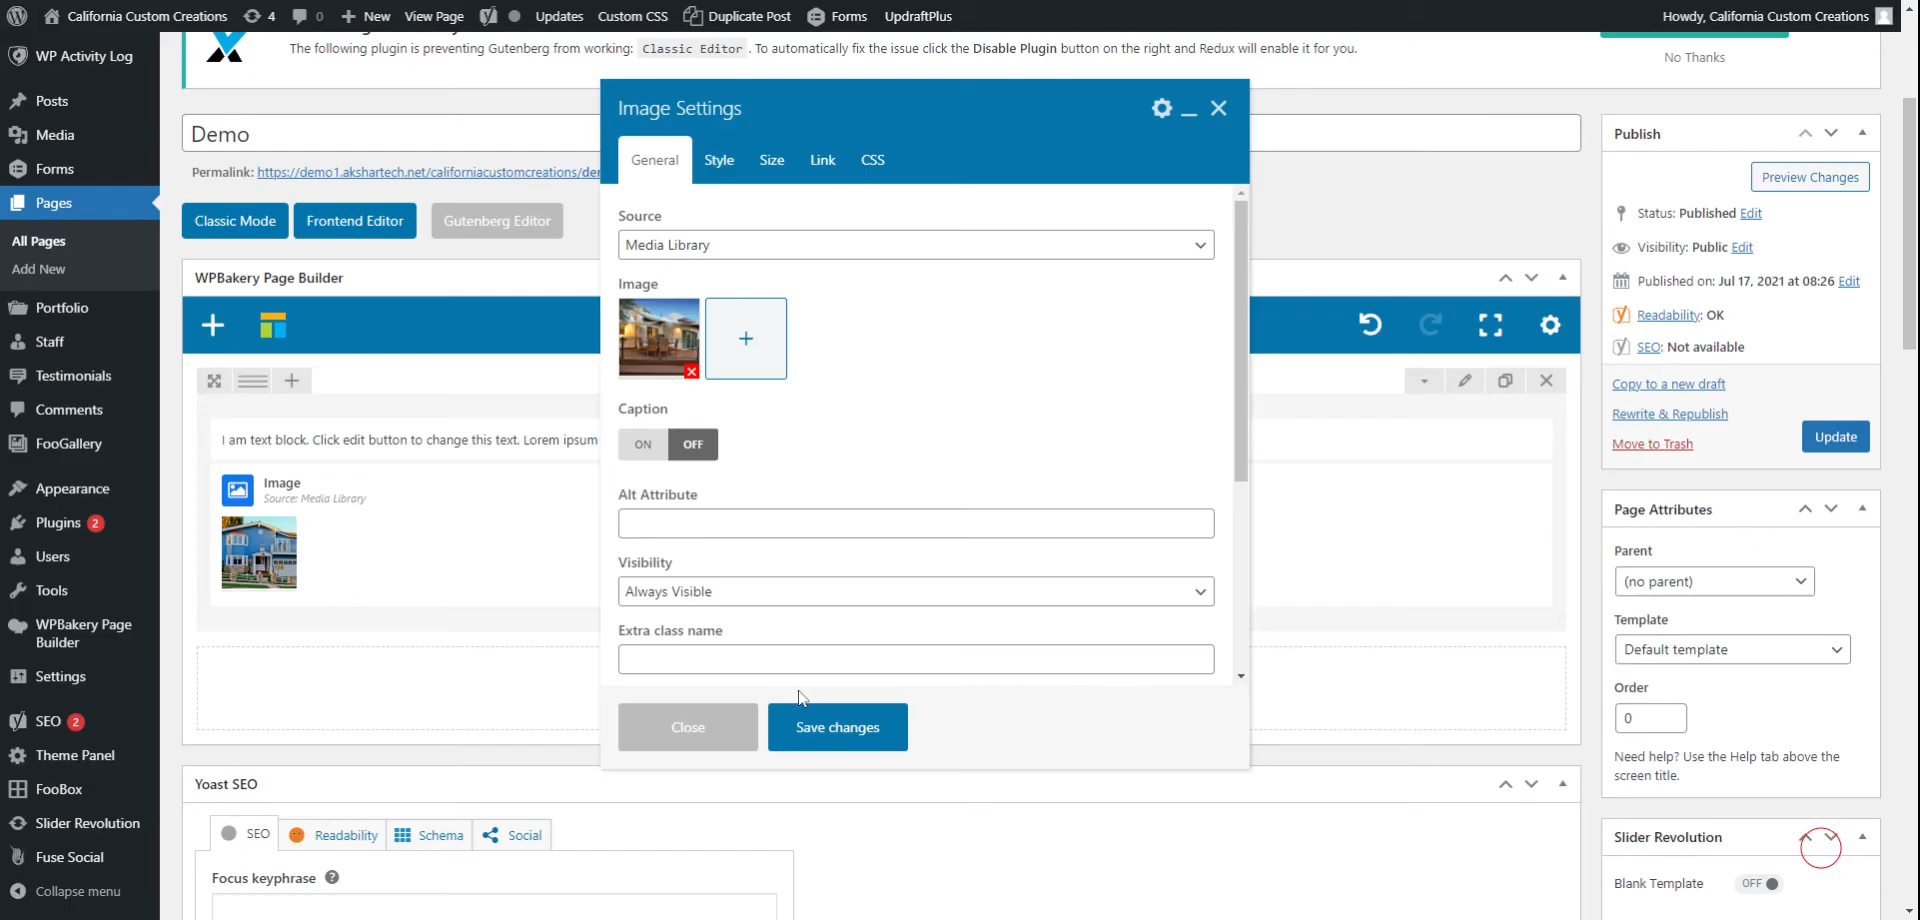 California Custom Creations
4
0
New
View Page
Updates
Custom CSS
Duplicate Post
Forms
UpdraftPlus
Howdy, California Custom Creations
WP Activity Log
Posts
Media
Forms
Pages
All Pages
Add New
Portfolio
Staff
Testimonials
Comments
FooGallery
Appearance
Plugins 2
Users
Tools
WPBakery Page
Builder
Settings
SEO 2
Theme Panel
FooBox
Slider Revolution
Fuse Social
Collapse menu
The following plugin is preventing Gutenberg from working: Classic Editor . To automatically fix the issue click the Disable Plugin button on the right and Redux will enable it for you.
No Thanks
Demo
Permalink: https://demo1.akshartech.net/californiacustomcreations/der
Classic Mode
Frontend Editor
Gutenberg Editor
WPBakery Page Builder
I am text block. Click edit button to change this text. Lorem ipsum
Image
Source: Media Library
Image Settings
General
Style
Size
Link
CSS
Source
Media Library
Image
Caption
ON
OFF
Alt Attribute
Visibility
Always Visible
Extra class name
Close
Save changes
Yoast SEO
SEO
Readability
Schema
Social
Focus keyphrase
Publish
Preview Changes
Status: Published Edit
Visibility: Public Edit
Published on: Jul 17, 2021 at 08:26 Edit
Readability: OK
SEO: Not available
Copy to a new draft
Rewrite & Republish
Move to Trash
Update
Page Attributes
Parent
(no parent)
Template
Default template
Order
0
Need help? Use the Help tab above the
screen title.
Slider Revolution
Blank Template
OFF